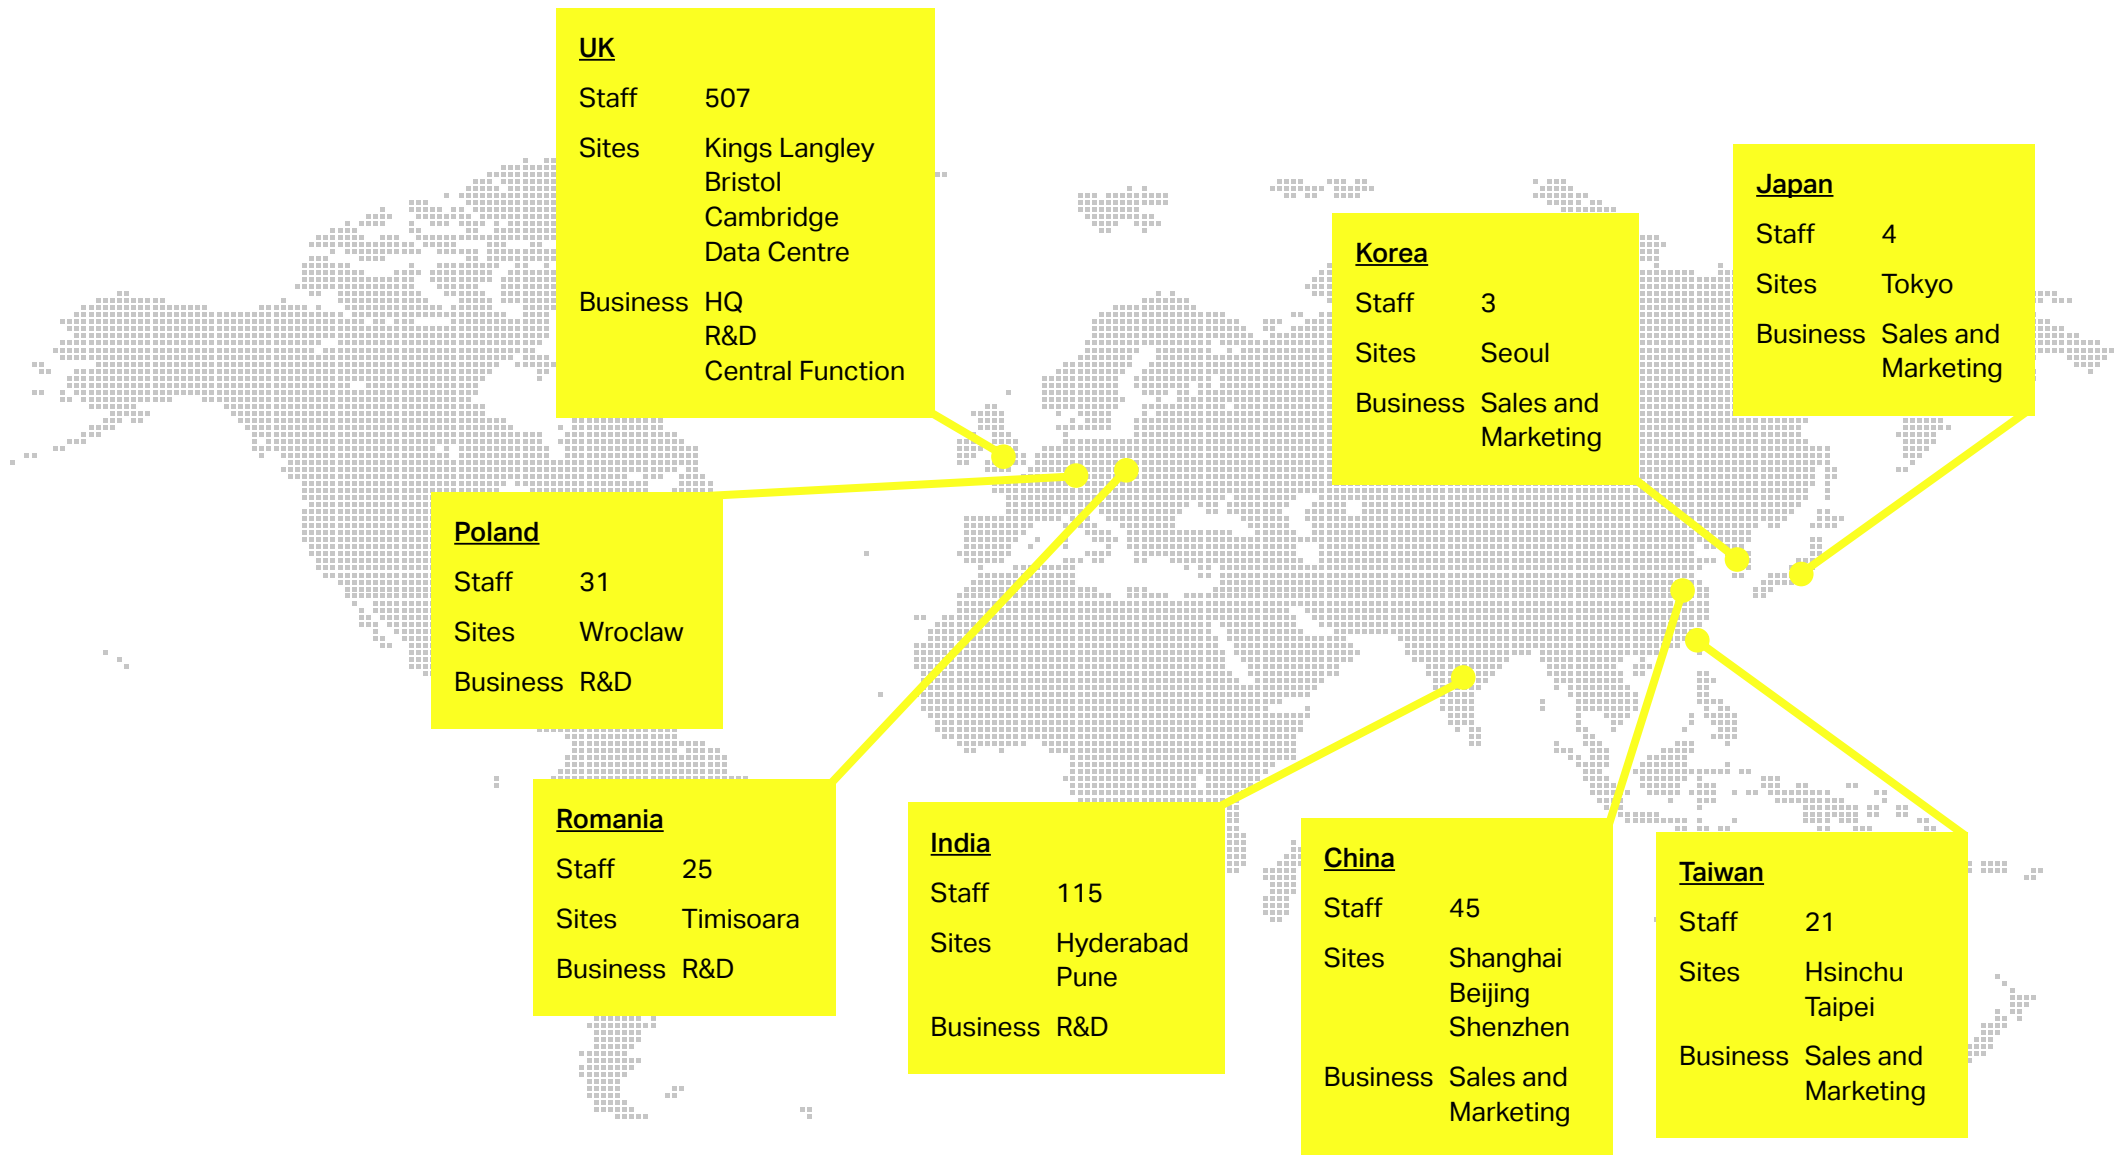 UK
Staff 507
Sites Kings Langley
Bristol
Cambridge
Data Centre
Business HQ
R&D
Central Function
Japan
Staff 4
Sites Tokyo
Business Sales and
Marketing
Korea
Staff 3
Sites Seoul
Business Sales and
Marketing
Poland
Staff 31
Sites Wroclaw
Business R&D
Romania
Staff 25
Sites Timisoara
Business R&D
India
Staff 115
Sites Hyderabad
Pune
Business R&D
China
Staff 45
Sites Shanghai
Beijing
Shenzhen
Business Sales and
Marketing
Taiwan
Staff 21
Sites Hsinchu
Taipei
Business Sales and
Marketing